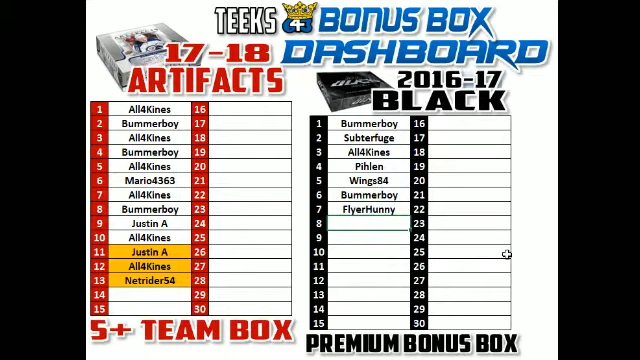 TEEKS 43 BONUS BOX
DASHBOARD
17-18
ARTIFACTS
1 All4Kines 16
2 Bummerboy 17
3 All4Kines 18
4 Bummerboy 19
5 All4Kines 20
6 Mario4363 21
7 All4Kines 22
8 Bummerboy 23
9 Justin A 24
10 All4Kines 25
11 Justin A 26
12 All4Kines 27
13 Netrider54 28
14 29
15 30
5+ TEAM BOX
2016-17
BLACK
1 Bummerboy 16
2 Subterfuge 17
3 All4Kines 18
4 Pihlen 19
5 Wings84 20
6 Bummerboy 21
7 FlyerHunny 22
8 23
9 24
10 25
11 26
12 27
13 28
14 29
15 30
PREMIUM BONUS BOX